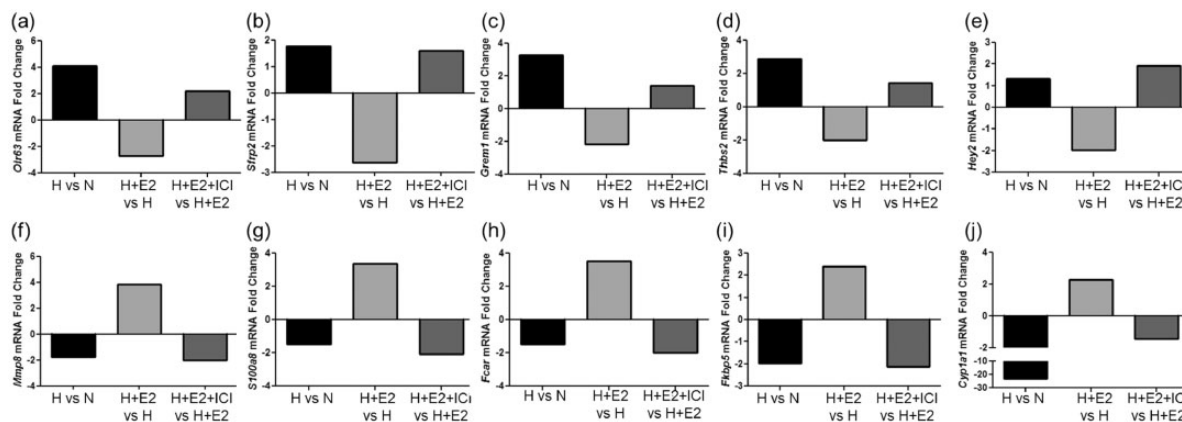 (a)
Olr63 mRNA Fold Change
6
4
2
0
-2
-4
H vs N
H+E2
vs H
H+E2+ICI
vs H+E2
(b)
Sfrp2 mRNA Fold Change
2
1
0
-1
-2
-3
H vs N
H+E2
vs H
H+E2+ICI
vs H+E2
(c)
Grem1 mRNA Fold Change
4
2
0
-2
-4
H vs N
H+E2
vs H
H+E2+ICI
vs H+E2
(d)
Thbs2 mRNA Fold Change
4
2
0
-2
-4
H vs N
H+E2
vs H
H+E2+ICI
vs H+E2
(e)
Hey2 mRNA Fold Change
3
2
1
0
-1
-2
-3
H vs N
H+E2
vs H
H+E2+ICI
vs H+E2
(f)
Mmp8 mRNA Fold Change
6
4
2
0
-2
-4
H vs N
H+E2
vs H
H+E2+ICI
vs H+E2
(g)
S100a8 mRNA Fold Change
4
2
0
-2
-4
H vs N
H+E2
vs H
H+E2+ICI
vs H+E2
(h)
Fcar mRNA Fold Change
4
2
0
-2
-4
H vs N
H+E2
vs H
H+E2+ICI
vs H+E2
(i)
Fkbp5 mRNA Fold Change
3
2
1
0
-1
-2
-3
H vs N
H+E2
vs H
H+E2+ICI
vs H+E2
(j)
Cyp1a1 mRNA Fold Change
4
2
0
-2
-10
-20
-30
H vs N
H+E2
vs H
H+E2+ICI
vs H+E2